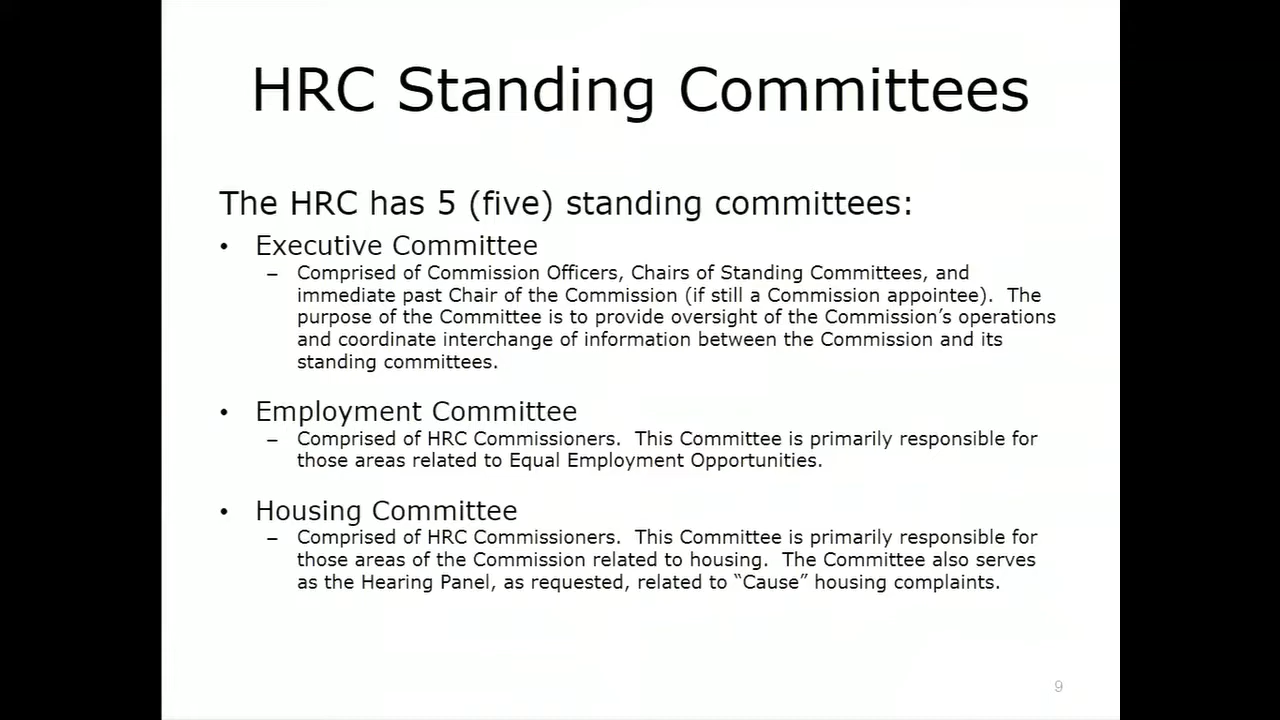 HRC Standing Committees
The HRC has 5 (five) standing committees:
• Executive Committee
– Comprised of Commission Officers, Chairs of Standing Committees, and
immediate past Chair of the Commission (if still a Commission appointee).  The
purpose of the Committee is to provide oversight of the Commission’s operations
and coordinate interchange of information between the Commission and its
standing committees.
• Employment Committee
– Comprised of HRC Commissioners.  This Committee is primarily responsible for
those areas related to Equal Employment Opportunities.
• Housing Committee
– Comprised of HRC Commissioners.  This Committee is primarily responsible for
those areas of the Commission related to housing.  The Committee also serves
as the Hearing Panel, as requested, related to “Cause” housing complaints.
9